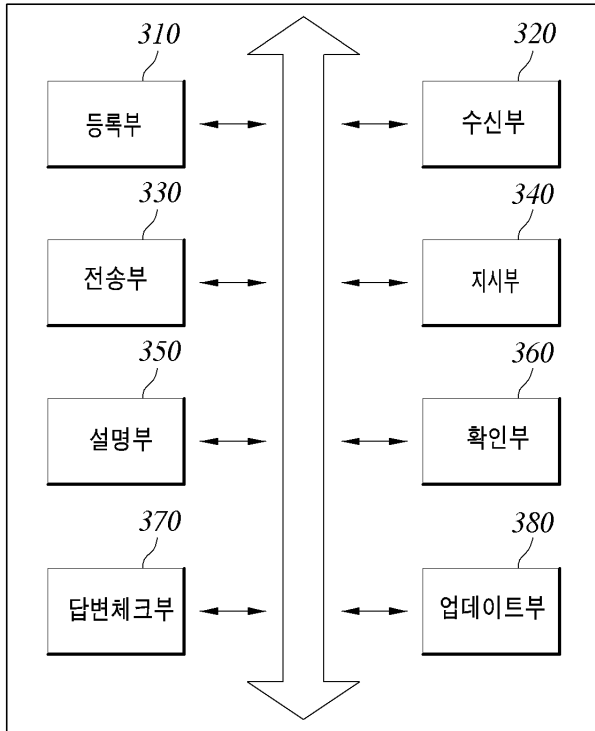 310
320
등록부
수신부
330
340
전송부
지시부
350
360
설명부
확인부
370
380
답변체크부
업데이트부